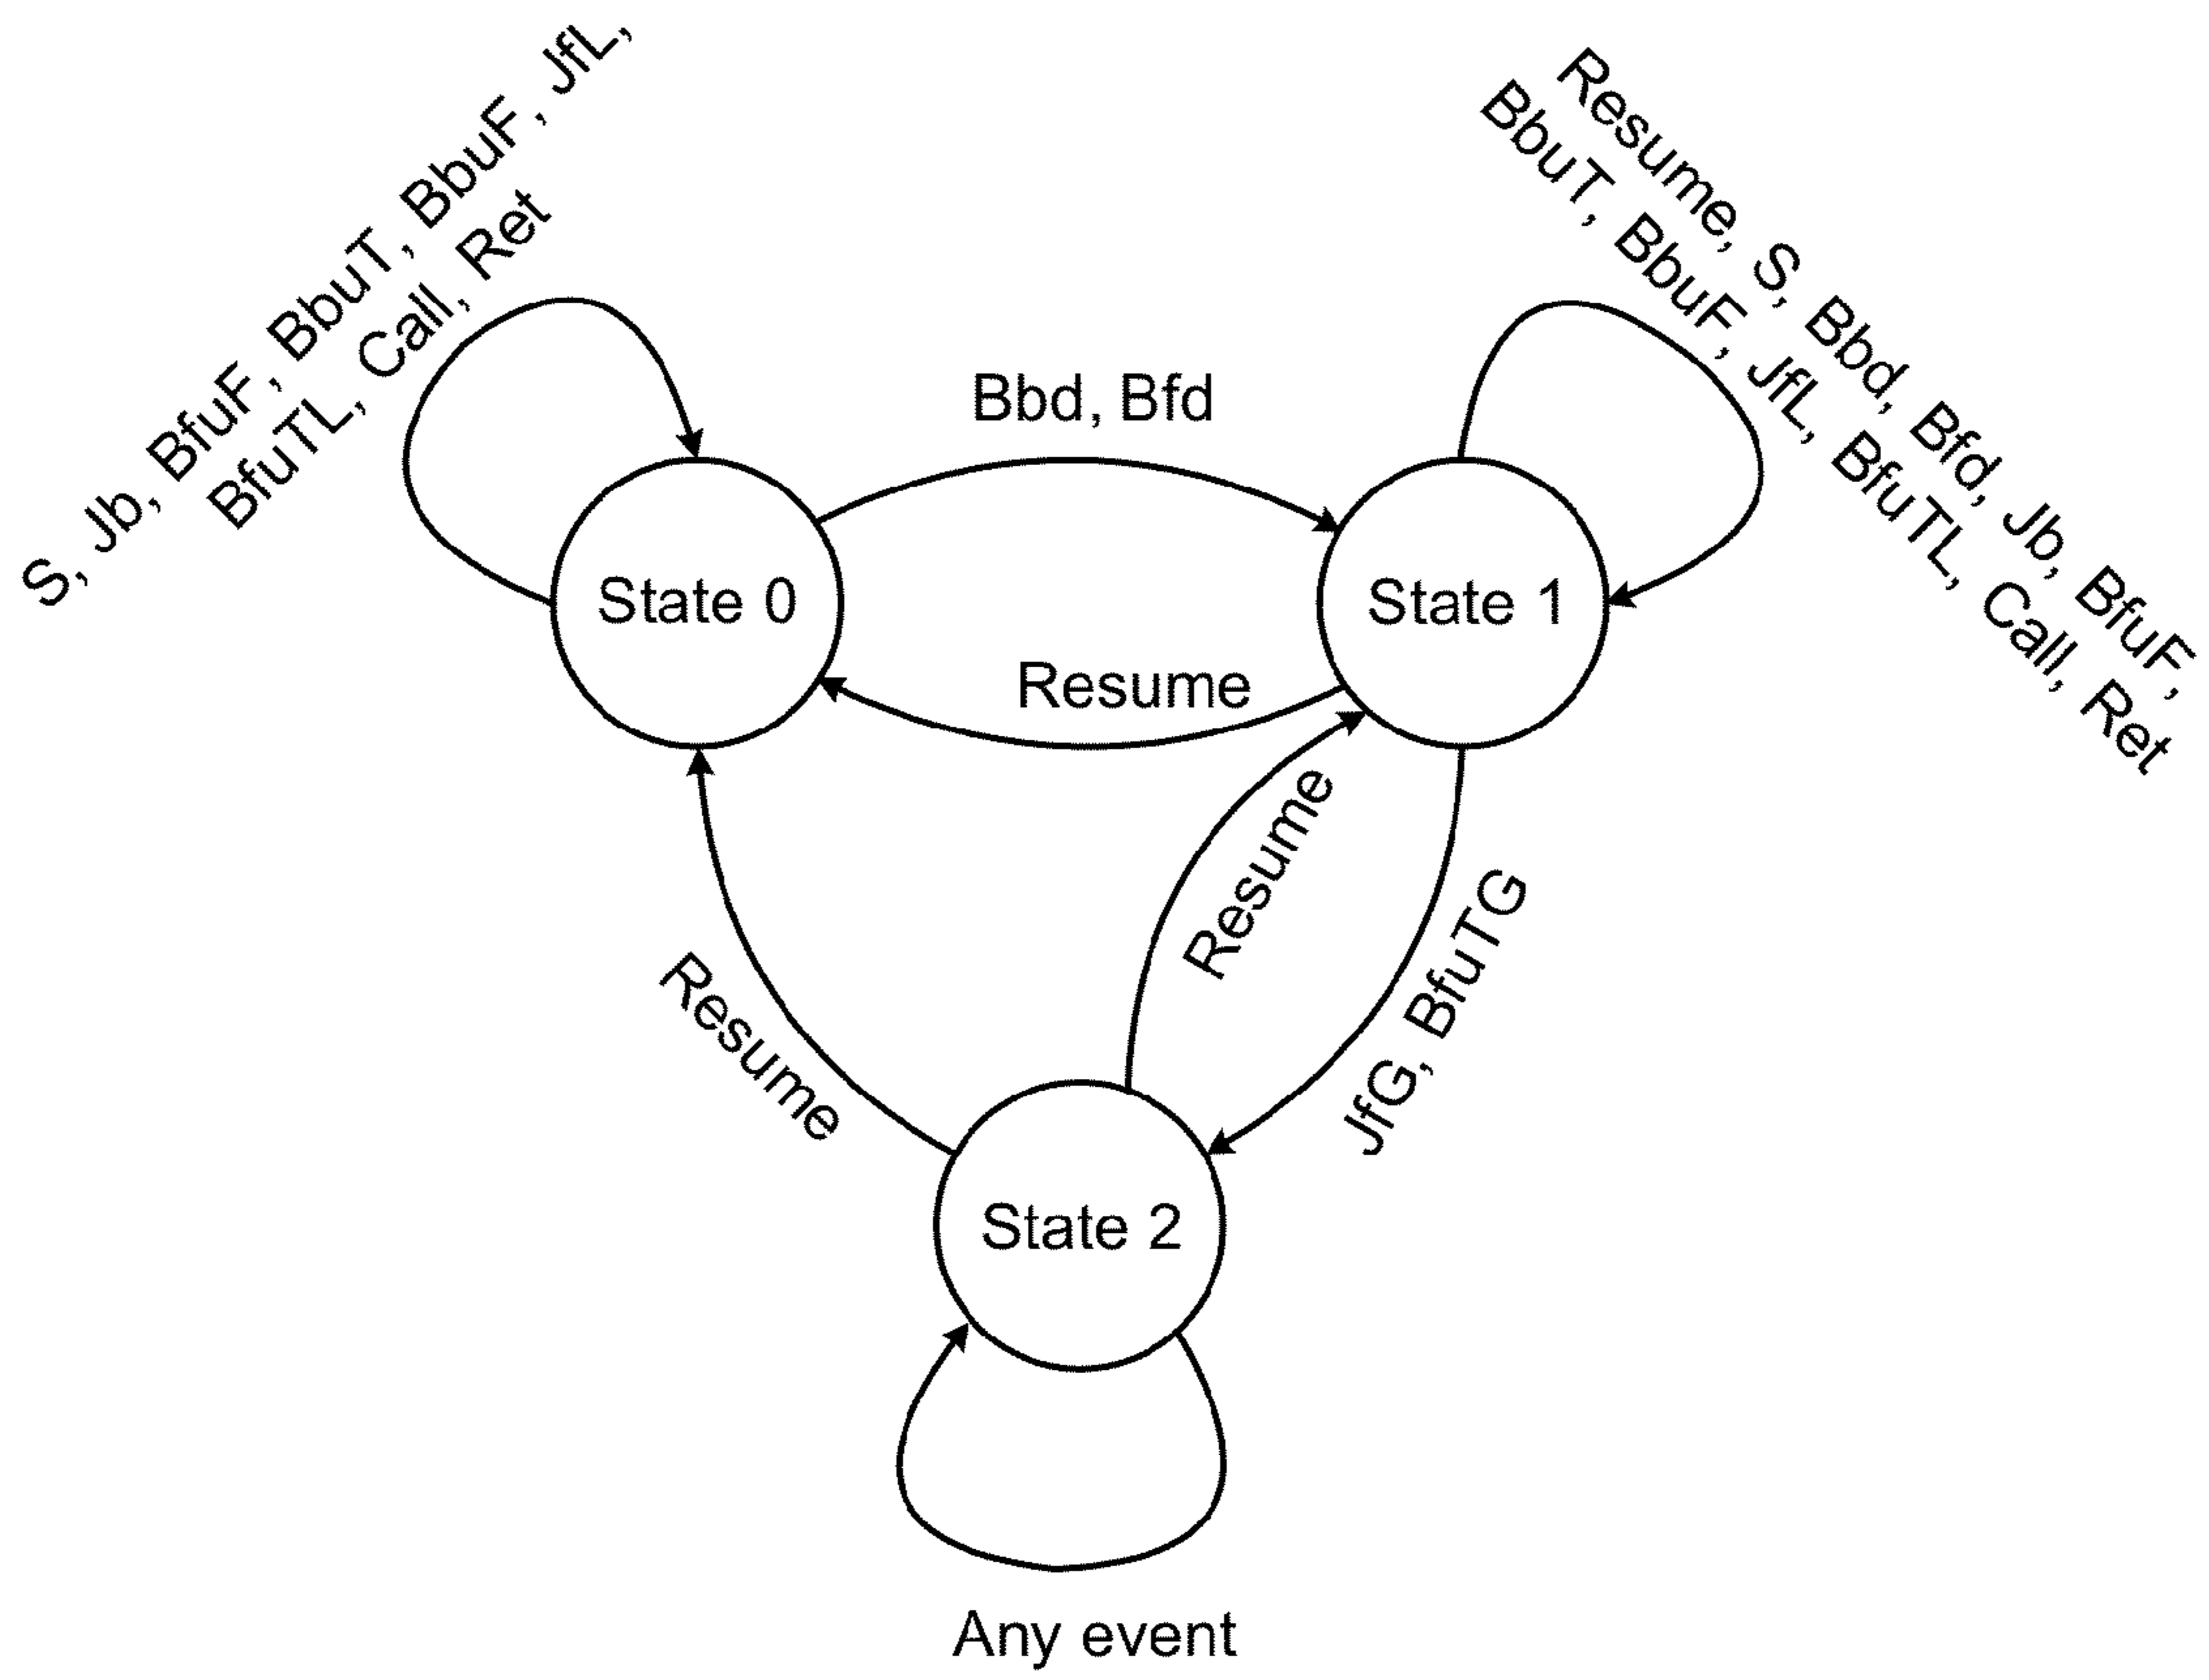 S, Jb, BfuF, BbuT, BbuF, JfL,
BfuTL, Call, Ret
Resume, S, Bbd, Bfd, Jb, BfuF,
BbuT, BbuF, JfL, BfuTL, Call, Ret
Bbd, Bfd
State 0
State 1
Resume
Resume
JfG, BfuTG
Resume
State 2
Any event